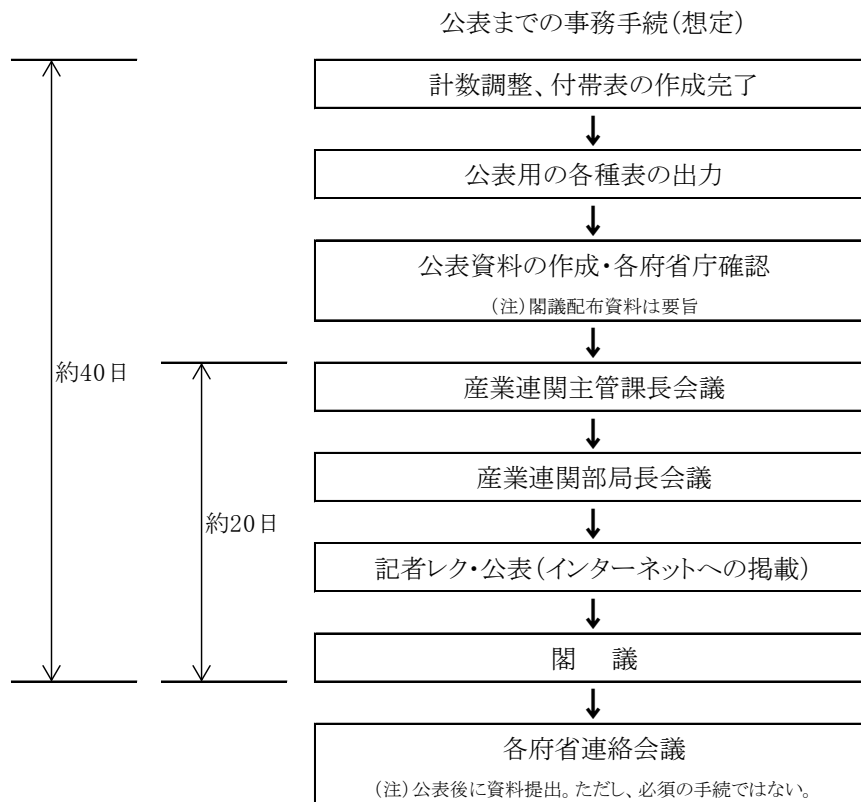 公表までの事務手続(想定)
計数調整、付帯表の作成完了
公表用の各種表の出力
公表資料の作成・各府省庁確認
(注)閣議配布資料は要旨
産業連関主管課長会議
約40日
産業連関部局長会議
約20日
記者レク・公表(インターネットへの掲載)
閣　議
各府省連絡会議
(注)公表後に資料提出。ただし、必須の手続ではない。